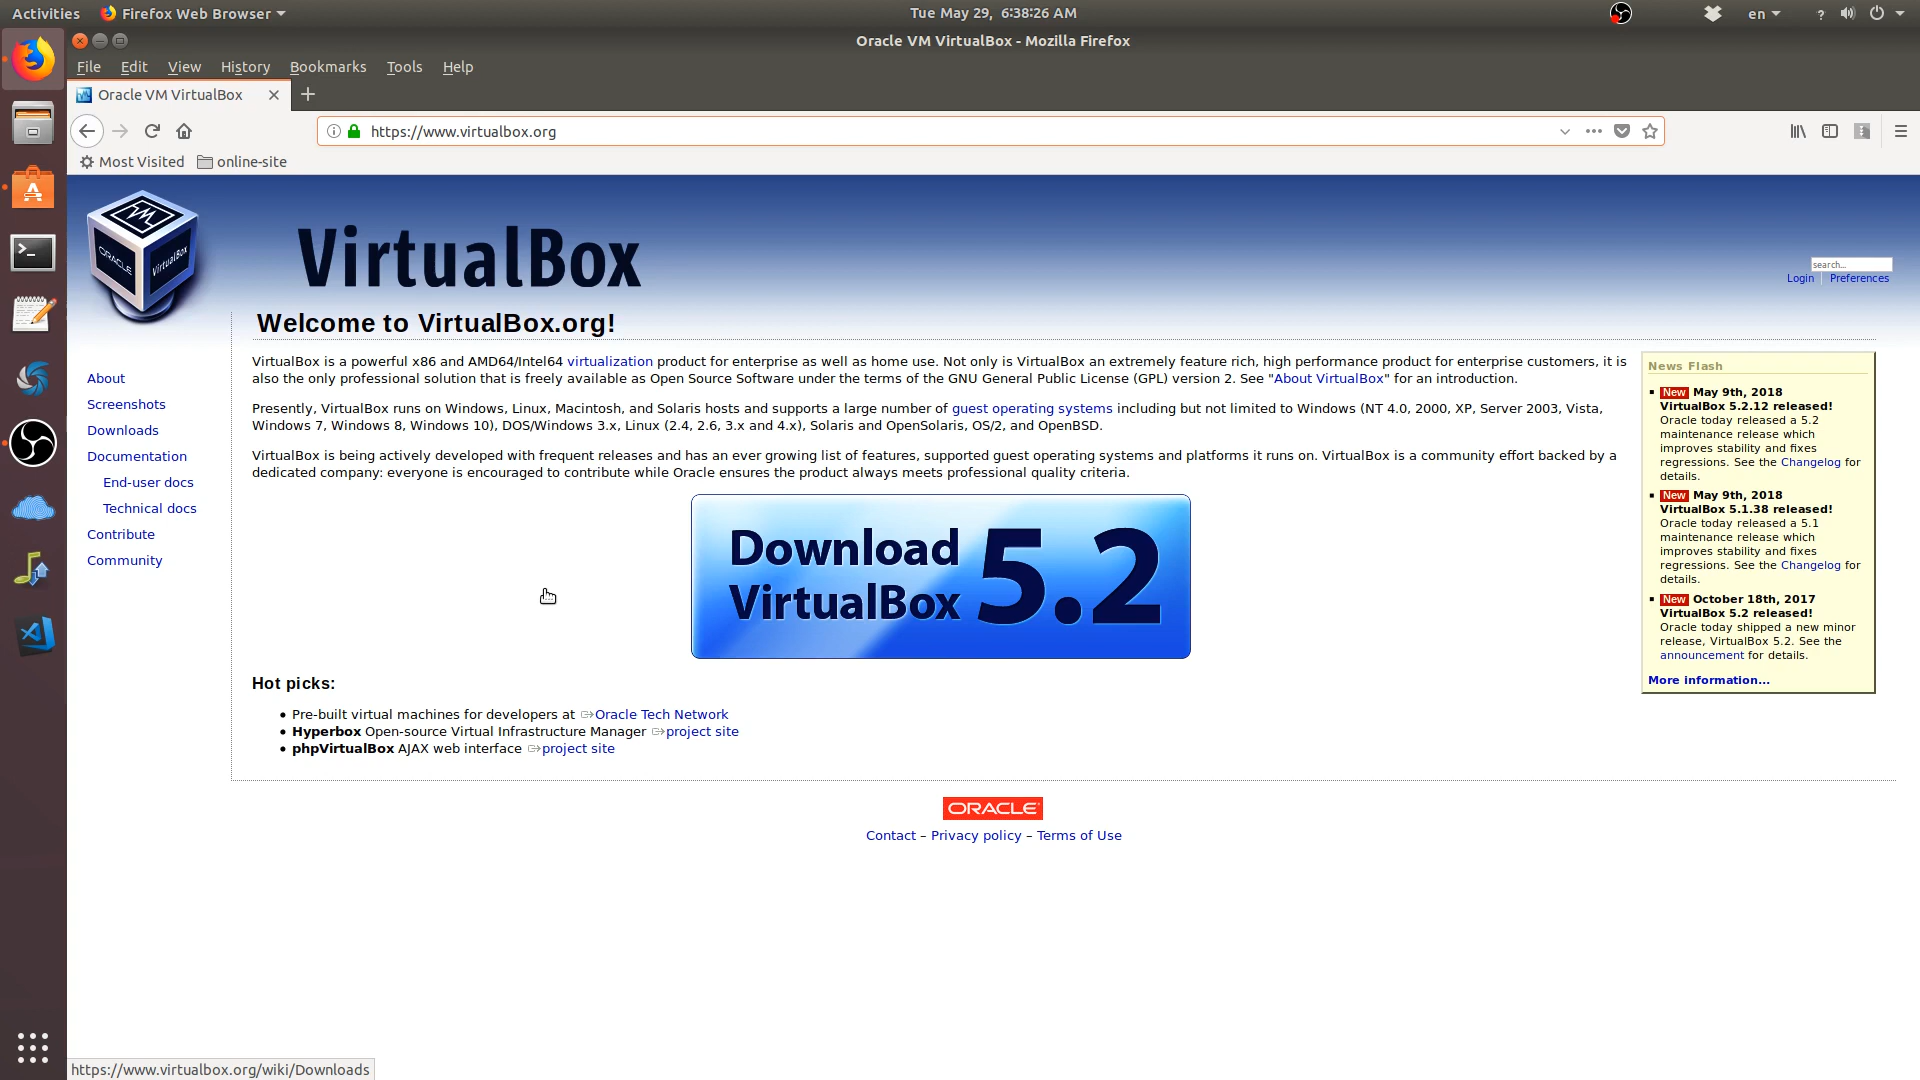 Activities
Firefox Web Browser
Tue May 29, 6:38:26 AM
en
Oracle VM VirtualBox - Mozilla Firefox
File Edit View History Bookmarks Tools Help
Oracle VM VirtualBox
https://www.virtualbox.org
Most Visited online-site
ORACLE VirtualBox
VirtualBox
search...
Login Preferences
Welcome to VirtualBox.org!
About
Screenshots
Downloads
Documentation
End-user docs
Technical docs
Contribute
Community
VirtualBox is a powerful x86 and AMD64/Intel64 virtualization product for enterprise as well as home use. Not only is VirtualBox an extremely feature rich, high performance product for enterprise customers, it is
also the only professional solution that is freely available as Open Source Software under the terms of the GNU General Public License (GPL) version 2. See "About VirtualBox" for an introduction.
Presently, VirtualBox runs on Windows, Linux, Macintosh, and Solaris hosts and supports a large number of guest operating systems including but not limited to Windows (NT 4.0, 2000, XP, Server 2003, Vista,
Windows 7, Windows 8, Windows 10), DOS/Windows 3.x, Linux (2.4, 2.6, 3.x and 4.x), Solaris and OpenSolaris, OS/2, and OpenBSD.
VirtualBox is being actively developed with frequent releases and has an ever growing list of features, supported guest operating systems and platforms it runs on. VirtualBox is a community effort backed by a
dedicated company: everyone is encouraged to contribute while Oracle ensures the product always meets professional quality criteria.
Download
VirtualBox 5.2
Hot picks:
Pre-built virtual machines for developers at Oracle Tech Network
Hyperbox Open-source Virtual Infrastructure Manager project site
phpVirtualBox AJAX web interface project site
News Flash
New May 9th, 2018
VirtualBox 5.2.12 released!
Oracle today released a 5.2
maintenance release which
improves stability and fixes
regressions. See the Changelog for
details.
New May 9th, 2018
VirtualBox 5.1.38 released!
Oracle today released a 5.1
maintenance release which
improves stability and fixes
regressions. See the Changelog for
details.
New October 18th, 2017
VirtualBox 5.2 released!
Oracle today shipped a new minor
release, VirtualBox 5.2. See the
announcement for details.
More information...
ORACLE
Contact – Privacy policy – Terms of Use
https://www.virtualbox.org/wiki/Downloads